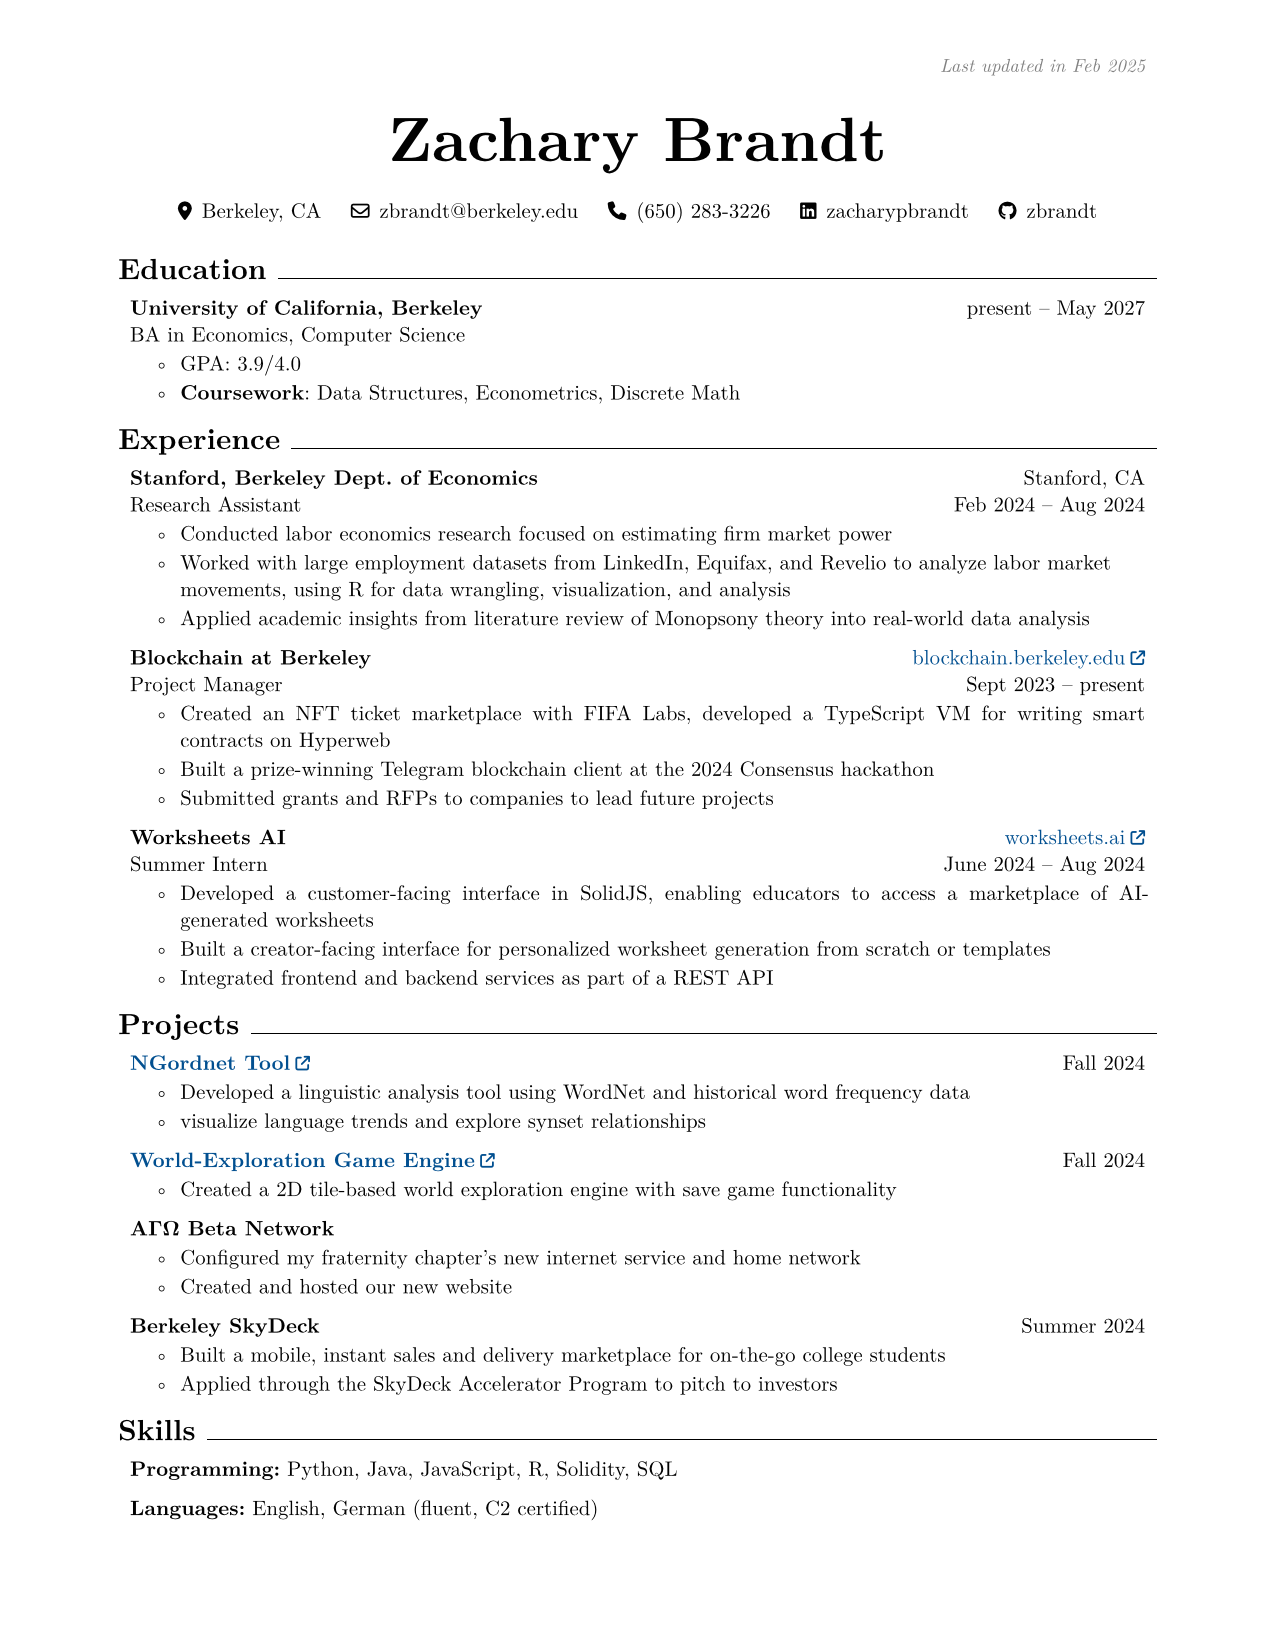 Last updated in Feb 2025
Zachary Brandt
Berkeley, CA zbrandt@berkeley.edu (650) 283-3226 zacharypbrandt zbrandt
Education
University of California, Berkeley present – May 2027
BA in Economics, Computer Science
◦ GPA: 3.9/4.0
◦ Coursework: Data Structures, Econometrics, Discrete Math
Experience
Stanford, Berkeley Dept. of Economics Stanford, CA
Research Assistant Feb 2024 – Aug 2024
◦ Conducted labor economics research focused on estimating firm market power
◦ Worked with large employment datasets from LinkedIn, Equifax, and Revelio to analyze labor market
movements, using R for data wrangling, visualization, and analysis
◦ Applied academic insights from literature review of Monopsony theory into real-world data analysis
Blockchain at Berkeley blockchain.berkeley.edu
Project Manager Sept 2023 – present
◦ Created an NFT ticket marketplace with FIFA Labs, developed a TypeScript VM for writing smart
contracts on Hyperweb
◦ Built a prize-winning Telegram blockchain client at the 2024 Consensus hackathon
◦ Submitted grants and RFPs to companies to lead future projects
Worksheets AI worksheets.ai
Summer Intern June 2024 – Aug 2024
◦ Developed a customer-facing interface in SolidJS, enabling educators to access a marketplace of AI-
generated worksheets
◦ Built a creator-facing interface for personalized worksheet generation from scratch or templates
◦ Integrated frontend and backend services as part of a REST API
Projects
NGordnet Tool Fall 2024
◦ Developed a linguistic analysis tool using WordNet and historical word frequency data
◦ visualize language trends and explore synset relationships
World-Exploration Game Engine Fall 2024
◦ Created a 2D tile-based world exploration engine with save game functionality
ΑΓΩ Beta Network
◦ Configured my fraternity chapter's new internet service and home network
◦ Created and hosted our new website
Berkeley SkyDeck Summer 2024
◦ Built a mobile, instant sales and delivery marketplace for on-the-go college students
◦ Applied through the SkyDeck Accelerator Program to pitch to investors
Skills
Programming: Python, Java, JavaScript, R, Solidity, SQL
Languages: English, German (fluent, C2 certified)